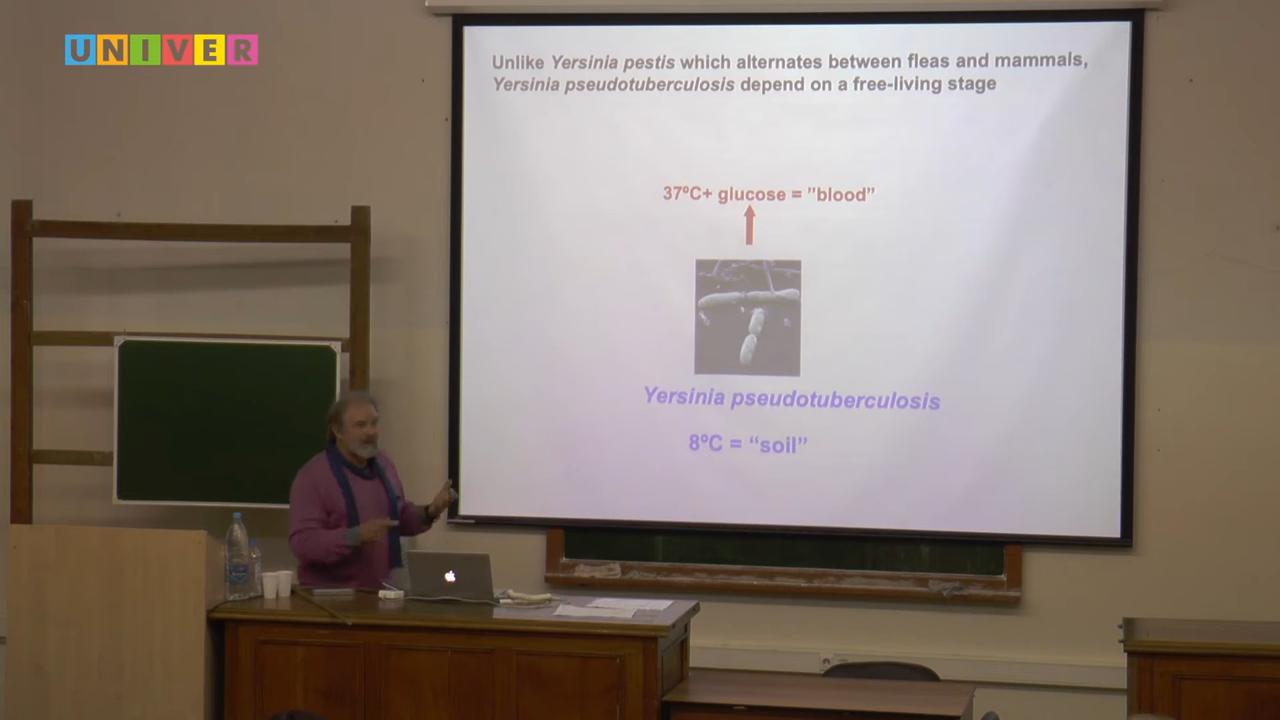 UNIVER
Unlike Yersinia pestis which alternates between fleas and mammals,
Yersinia pseudotuberculosis depend on a free-living stage
37ºC+ glucose = ”blood”
Yersinia pseudotuberculosis
8ºC = “soil”